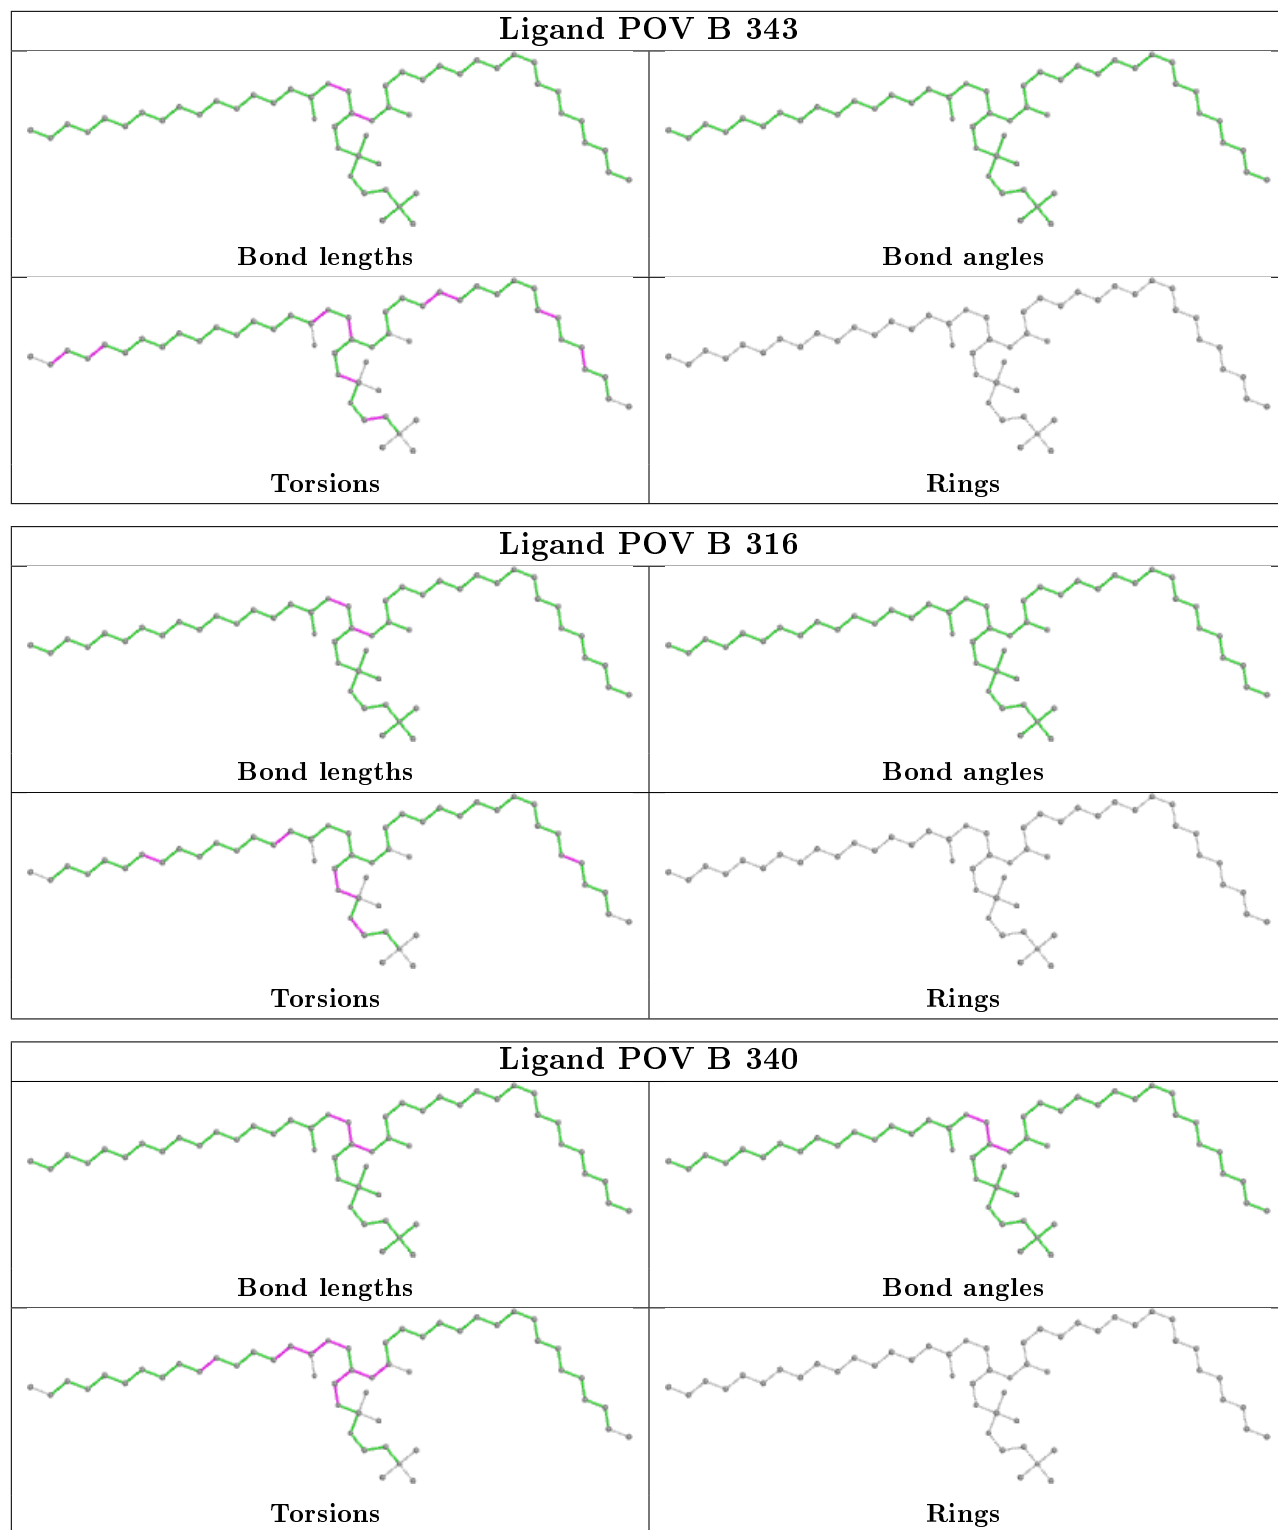 Ligand POV B 343
Bond lengths
Bond angles
Torsions
Rings
Ligand POV B 316
Bond lengths
Bond angles
Torsions
Rings
Ligand POV B 340
Bond lengths
Bond angles
Torsions
Rings